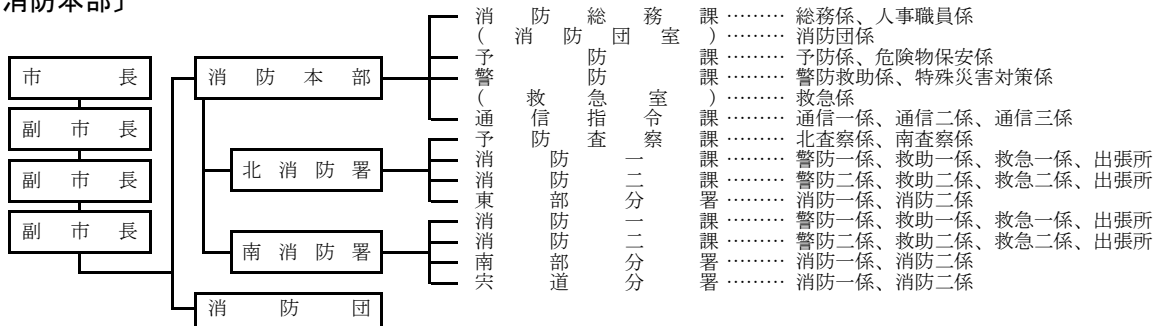 消防本部〕
市長
副市長
副市長
副市長
消防本部
北消防署
南消防署
消防団
消防総務課………総務係、人事職員係
(消防団室)………消防団係
予防課………予防係、危険物保安係
警防課………警防救助係、特殊災害対策係
(救急室)………救急係
通信指令課………通信一係、通信二係、通信三係
予防査察課………北査察係、南査察係
消防一課………警防一係、救助一係、救急一係、出張所
消防二課………警防二係、救助二係、救急二係、出張所
東部分署………消防一係、消防二係
消防一課………警防一係、救助一係、救急一係、出張所
消防二課………警防二係、救助二係、救急二係、出張所
南部分署………消防一係、消防二係
宍道分署………消防一係、消防二係